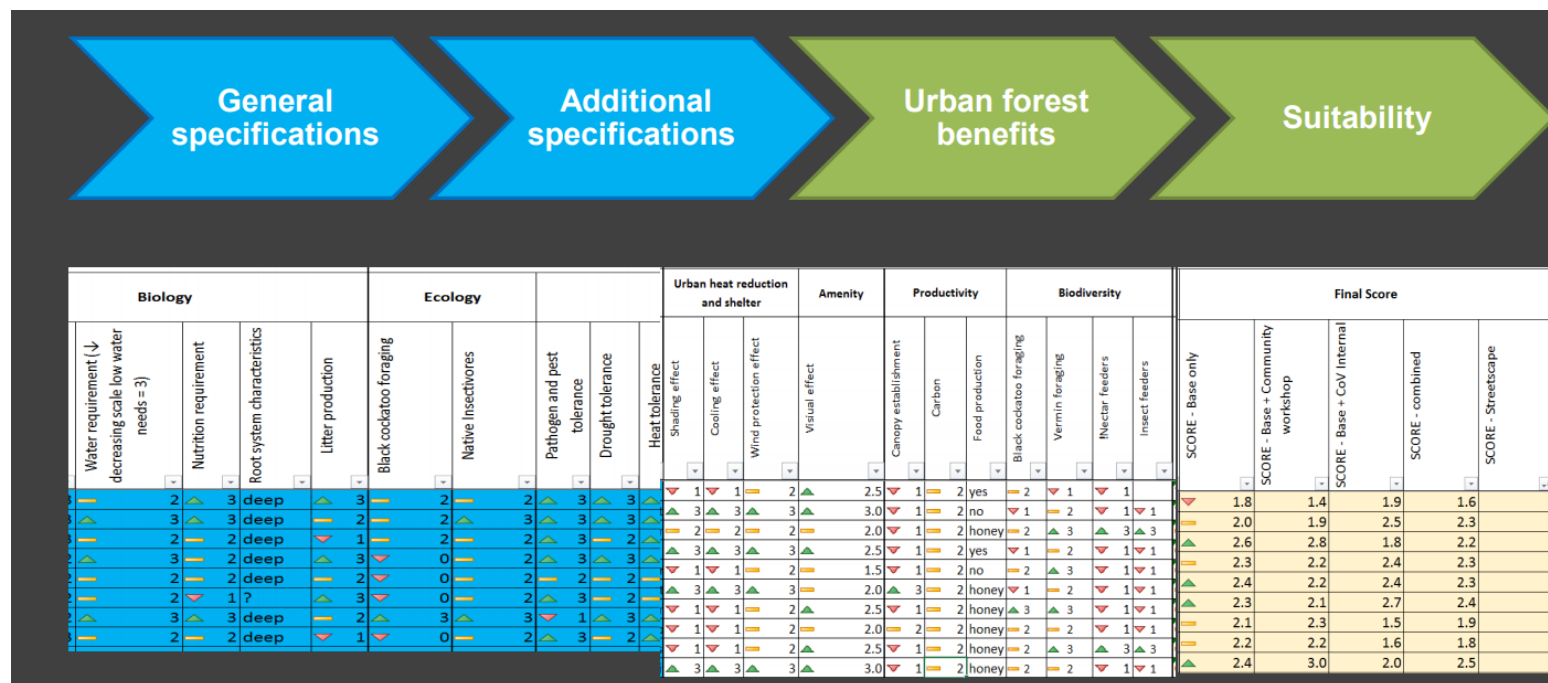 General
specifications
Additional
specifications
Urban forest
benefits
Suitability
Biology
Ecology
Urban heat reduction
and shelter
Amenity
Productivity
Biodiversity
Final Score
Water requirement (↓
decreasing scale low water
needs = 3)
Nutrition requirement
Root system characteristics
Litter production
Black cockatoo foraging
Native Insectivores
Pathogen and pest
tolerance
Drought tolerance
Heat tolerance
Shading effect
Cooling effect
Wind protection effect
Visiual effect
Canopy establishment
Carbon
Food production
Black cockatoo foraging
Vermin foraging
!Nectar feeders
Insect feeders
SCORE - Base only
SCORE - Base + Community
workshop
SCORE - Base + CoV Internal
SCORE - combined
SCORE - Streetscape
2 3 deep 3 2 2 3 3
3 3 deep 2 2 3 3 3
2 2 deep 1 2 2 3 3
3 2 deep 3 0 2 3 3
2 2 deep 2 0 2 2 2
2 1 ? 3 0 2 3 2
3 3 deep 2 3 3 1 3
2 2 deep 1 0 2 3 2
1 1 2 2.5 1 2 yes 2 1 1
3 3 3 3.0 1 2 no 1 2 1 1
2 2 2 2.0 1 2 honey 2 3 3 3
3 3 3 2.5 1 2 yes 1 2 1 1
1 1 2 1.5 1 2 no 2 3 1 1
3 3 3 2.0 3 2 honey 1 2 1 1
1 1 2 2.5 1 2 honey 3 3 1 1
1 1 2 2.0 2 2 honey 2 2 1 1
1 1 2 2.5 1 2 honey 2 3 3 3
3 3 3 3.0 1 2 honey 2 2 1 1
1.8 1.4 1.9 1.6
2.0 1.9 2.5 2.3
2.6 2.8 1.8 2.2
2.3 2.2 2.4 2.3
2.4 2.2 2.4 2.3
2.3 2.1 2.7 2.4
2.1 2.3 1.5 1.9
2.2 2.2 1.6 1.8
2.4 3.0 2.0 2.5